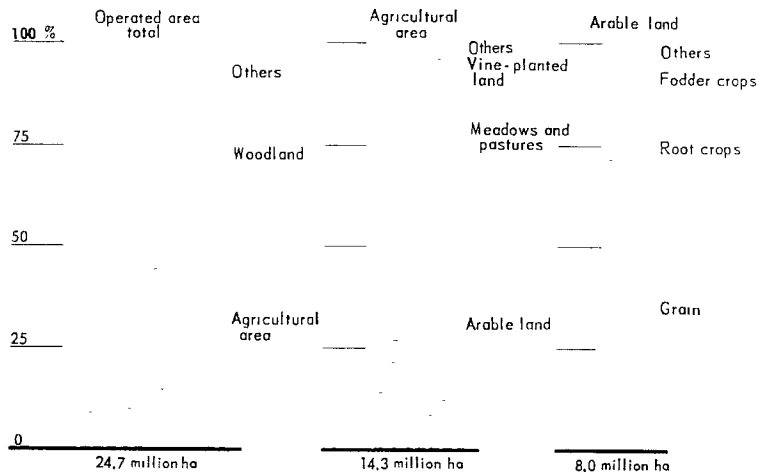 Operated area
total
100 %
Others
Woodland
75
50
Agricultural
area
25
0
24,7 million ha
Agricultural
area
Others
Vine-planted
land
Meadows and
pastures
Arable land
14,3 million ha
Arable land
Others
Fodder crops
Root crops
Grain
8,0 million ha